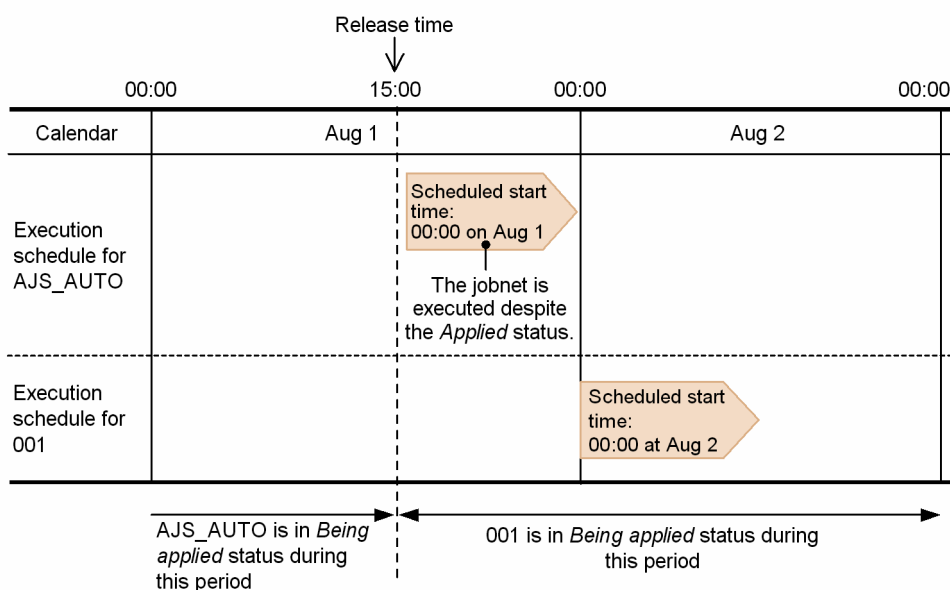 Release time
00:00
15:00
00:00
00:00
Calendar
Aug 1
Aug 2
Execution
schedule for
AJS_AUTO
Scheduled start
time:
00:00 on Aug 1
The jobnet is
executed despite
the Applied status.
Execution
schedule for
001
Scheduled start
time:
00:00 at Aug 2
AJS_AUTO is in Being
applied status during
this period
001 is in Being applied status during
this period